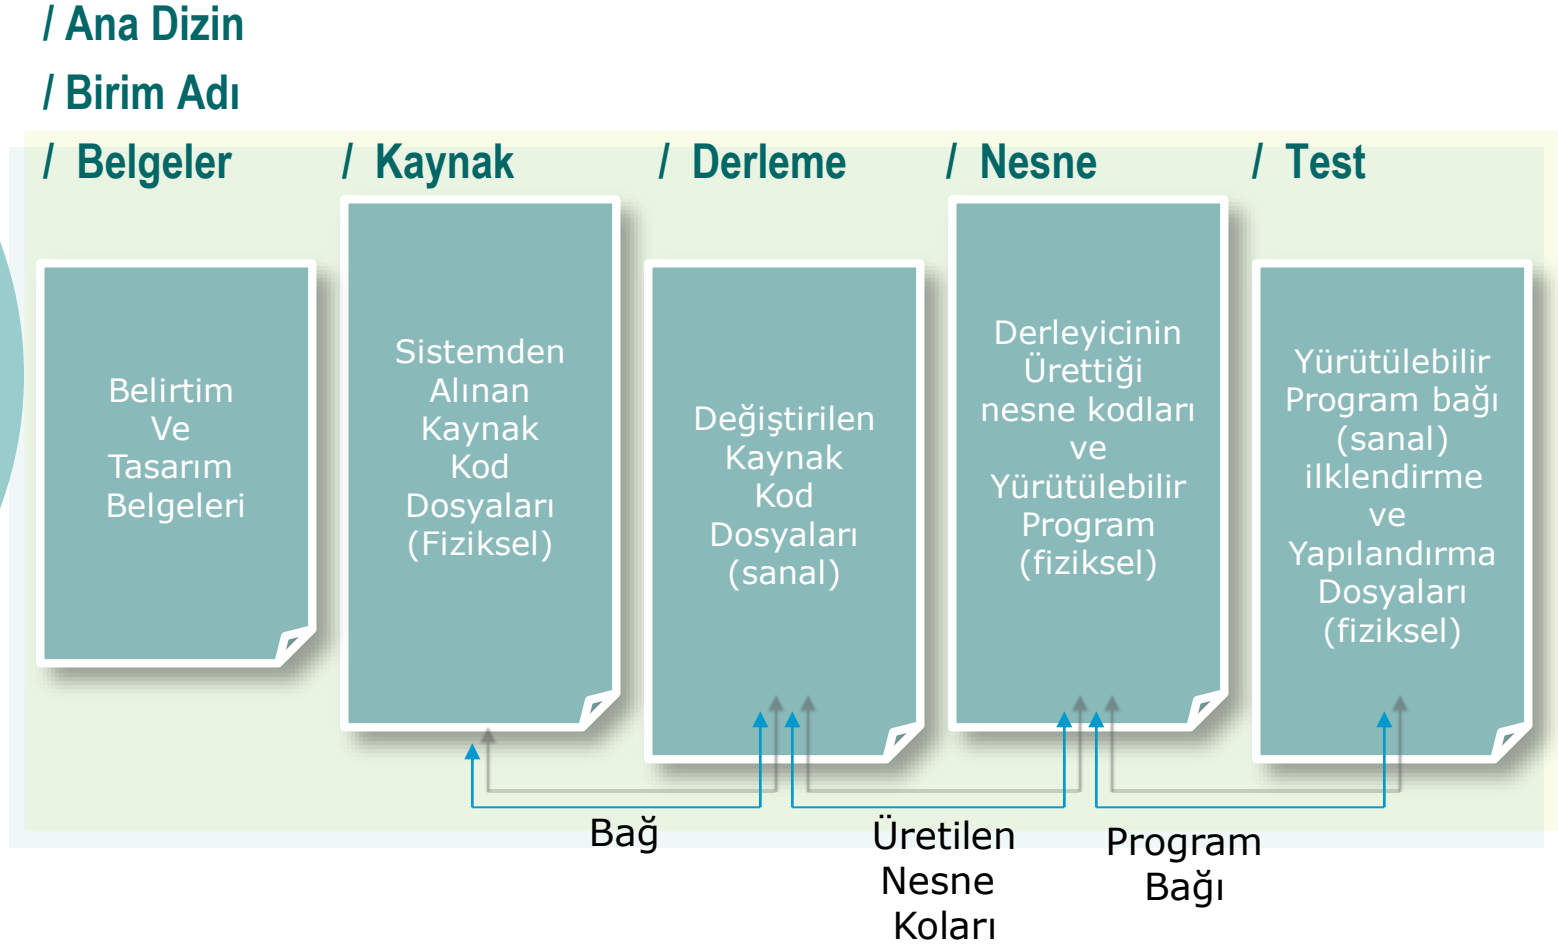 / Ana Dizin
/ Birim Adı
/ Belgeler
/ Kaynak
/ Derleme
/ Nesne
/ Test
Belirtim
Ve
Tasarım
Belgeleri
Sistemden
Alınan
Kaynak
Kod
Dosyaları
(Fiziksel)
Değiştirilen
Kaynak
Kod
Dosyaları
(sanal)
Derleyicinin
Ürettiği
nesne kodları
ve
Yürütülebilir
Program
(fiziksel)
Yürütülebilir
Program bağı
(sanal)
ilklendirme
ve
Yapılandırma
Dosyaları
(fiziksel)
Bağ
Üretilen
Nesne
Koları
Program
Bağı